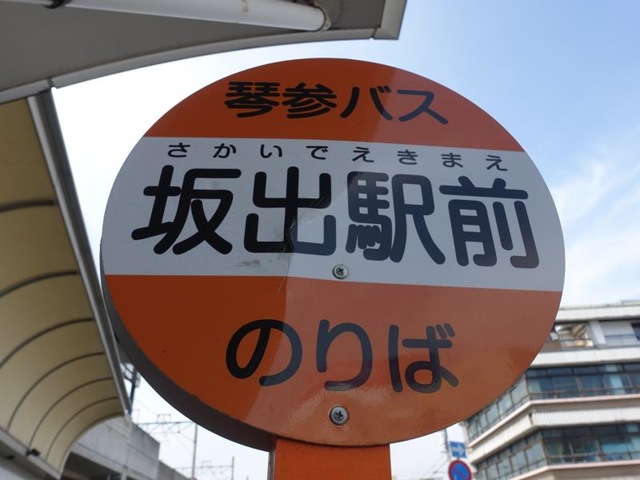 琴参バス
さかいでえきまえ
坂出駅前
のりば